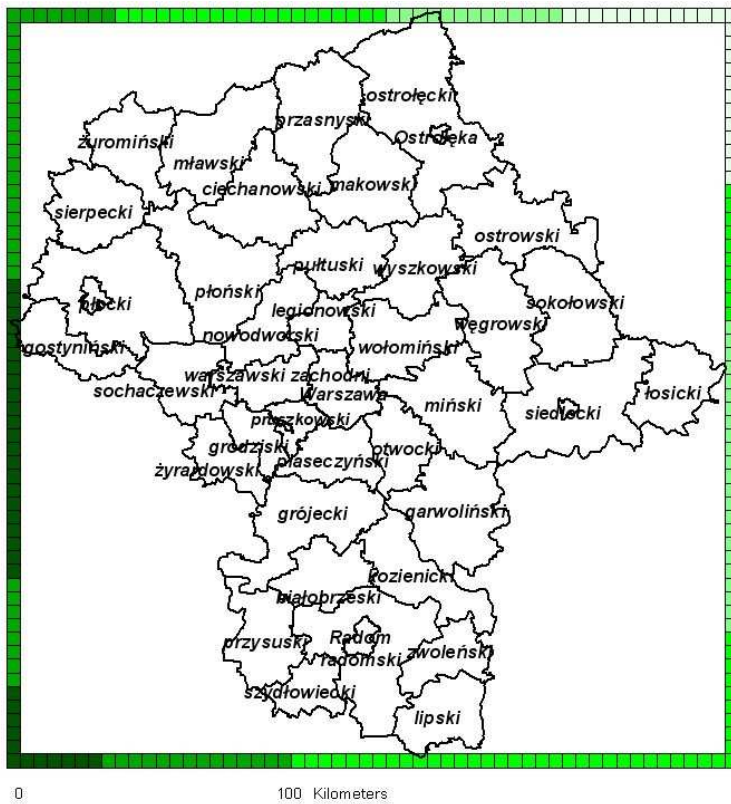 ostrołęcki
przasnyski
Ostrołęka
żuromiński
mławski
ciechanowski
makowski
sierpecki
ostrowski
pułtuski
wyszkowski
płoński
płocki
sokołowski
legionowski
węgrowski
nowodworski
wołomiński
gostyniński
warszawski zachodni
sochaczewski
Warszawa
łosicki
miński
siedlecki
pruszkowski
grodziski
otwocki
piaseczyński
żyrardowski
grójecki
garwoliński
kozienicki
białobrzeski
Radom
przysuski
zwoleński
radomski
szydłowiecki
lipski
0 100 Kilometers